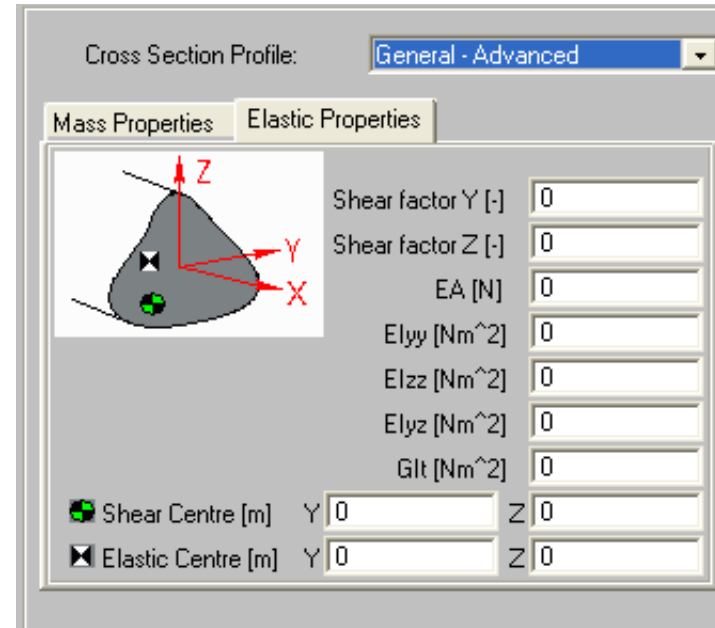 Cross Section Profile: General - Advanced
Mass Properties Elastic Properties
Z
Y
X
Shear factor Y [-] 0
Shear factor Z [-] 0
EA [N] 0
EIyy [Nm^2] 0
EIzz [Nm^2] 0
EIyz [Nm^2] 0
GIt [Nm^2] 0
Shear Centre [m] Y 0 Z 0
Elastic Centre [m] Y 0 Z 0